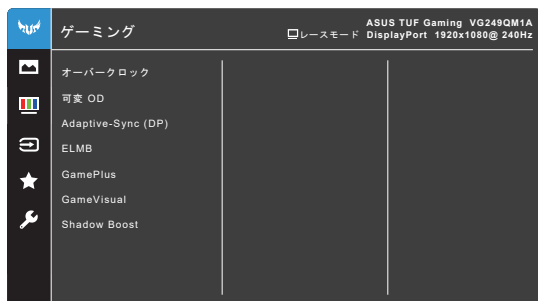 ゲーミング
ASUS TUF Gaming VG249QM1A
レースモード DisplayPort 1920x1080@ 240Hz
オーバークロック
可変 OD
Adaptive-Sync (DP)
ELMB
GamePlus
GameVisual
Shadow Boost